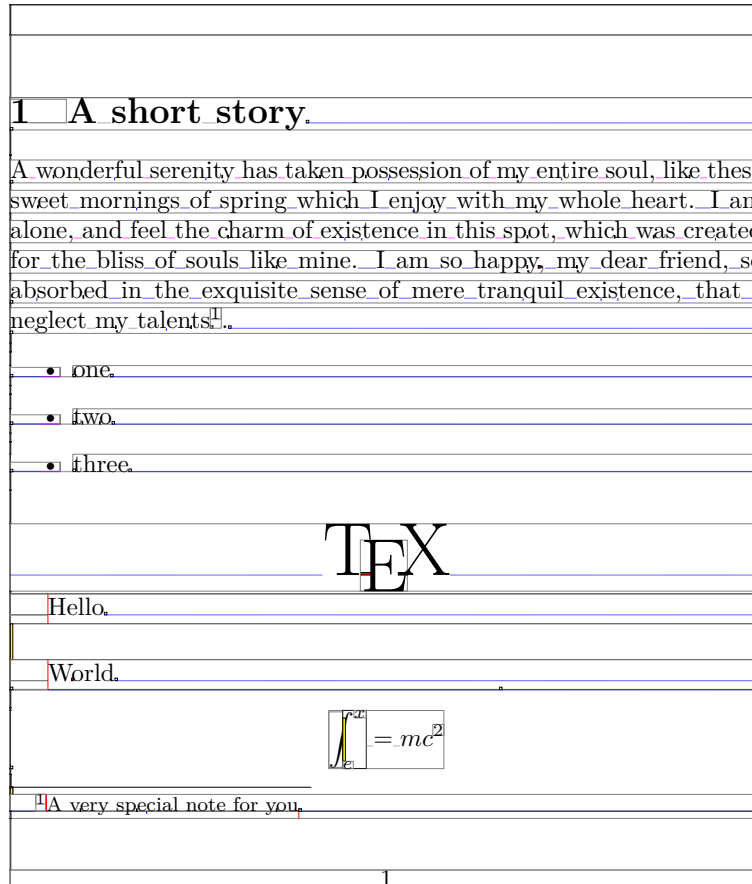 1 A short story
A wonderful serenity has taken possession of my entire soul, like thes
sweet mornings of spring which I enjoy with my whole heart. I am
alone, and feel the charm of existence in this spot, which was created
for the bliss of souls like mine. I am so happy, my dear friend, so
absorbed in the exquisite sense of mere tranquil existence, that
neglect my talents¹.
• one
• two
• three
TEX
Hello
World
∫ₑˣ = mc²
¹A very special note for you
1